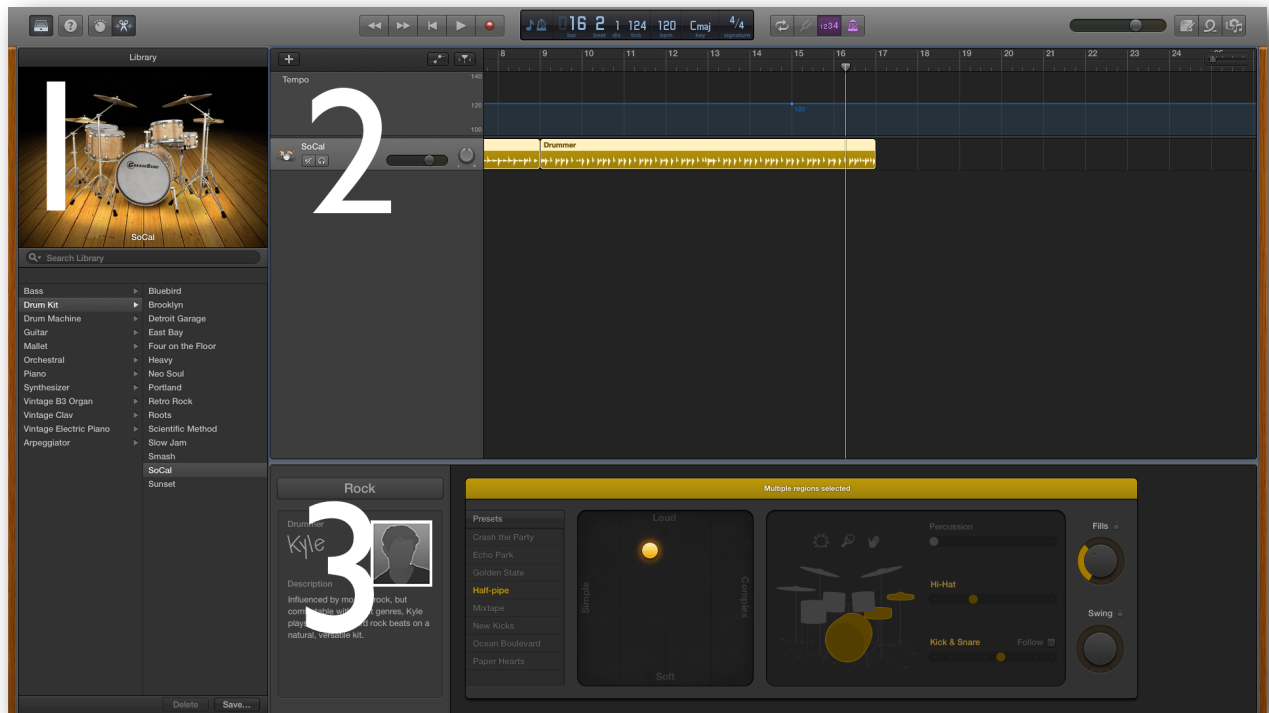 1234
016 2 1 124 120 Cmaj 4/4
bar beat div tick bpm key signature
Library
GarageBand
SoCal
Search Library
Bass
Drum Kit
Drum Machine
Guitar
Mallet
Orchestral
Piano
Synthesizer
Vintage B3 Organ
Vintage Clav
Vintage Electric Piano
Arpeggiator
Bluebird
Brooklyn
Detroit Garage
East Bay
Four on the Floor
Heavy
Neo Soul
Portland
Retro Rock
Roots
Scientific Method
Slow Jam
Smash
SoCal
Sunset
Delete Save...
1
2
3
8 9 10 11 12 13 14 15 16 17 18 19 20 21 22 23 24
Tempo
140
120
100
120
SoCal
Drummer
Rock
Drummer
Kyle
Description
Influenced by rock, but
genres, Kyle
rock beats on a
natural, versatile kit.
Multiple regions selected
Presets
Crash the Party
Echo Park
Golden State
Half-pipe
Mixtape
New Kicks
Ocean Boulevard
Paper Hearts
Loud
Simple
Complex
Soft
Percussion
Hi-Hat
Kick & Snare Follow
Fills
Swing